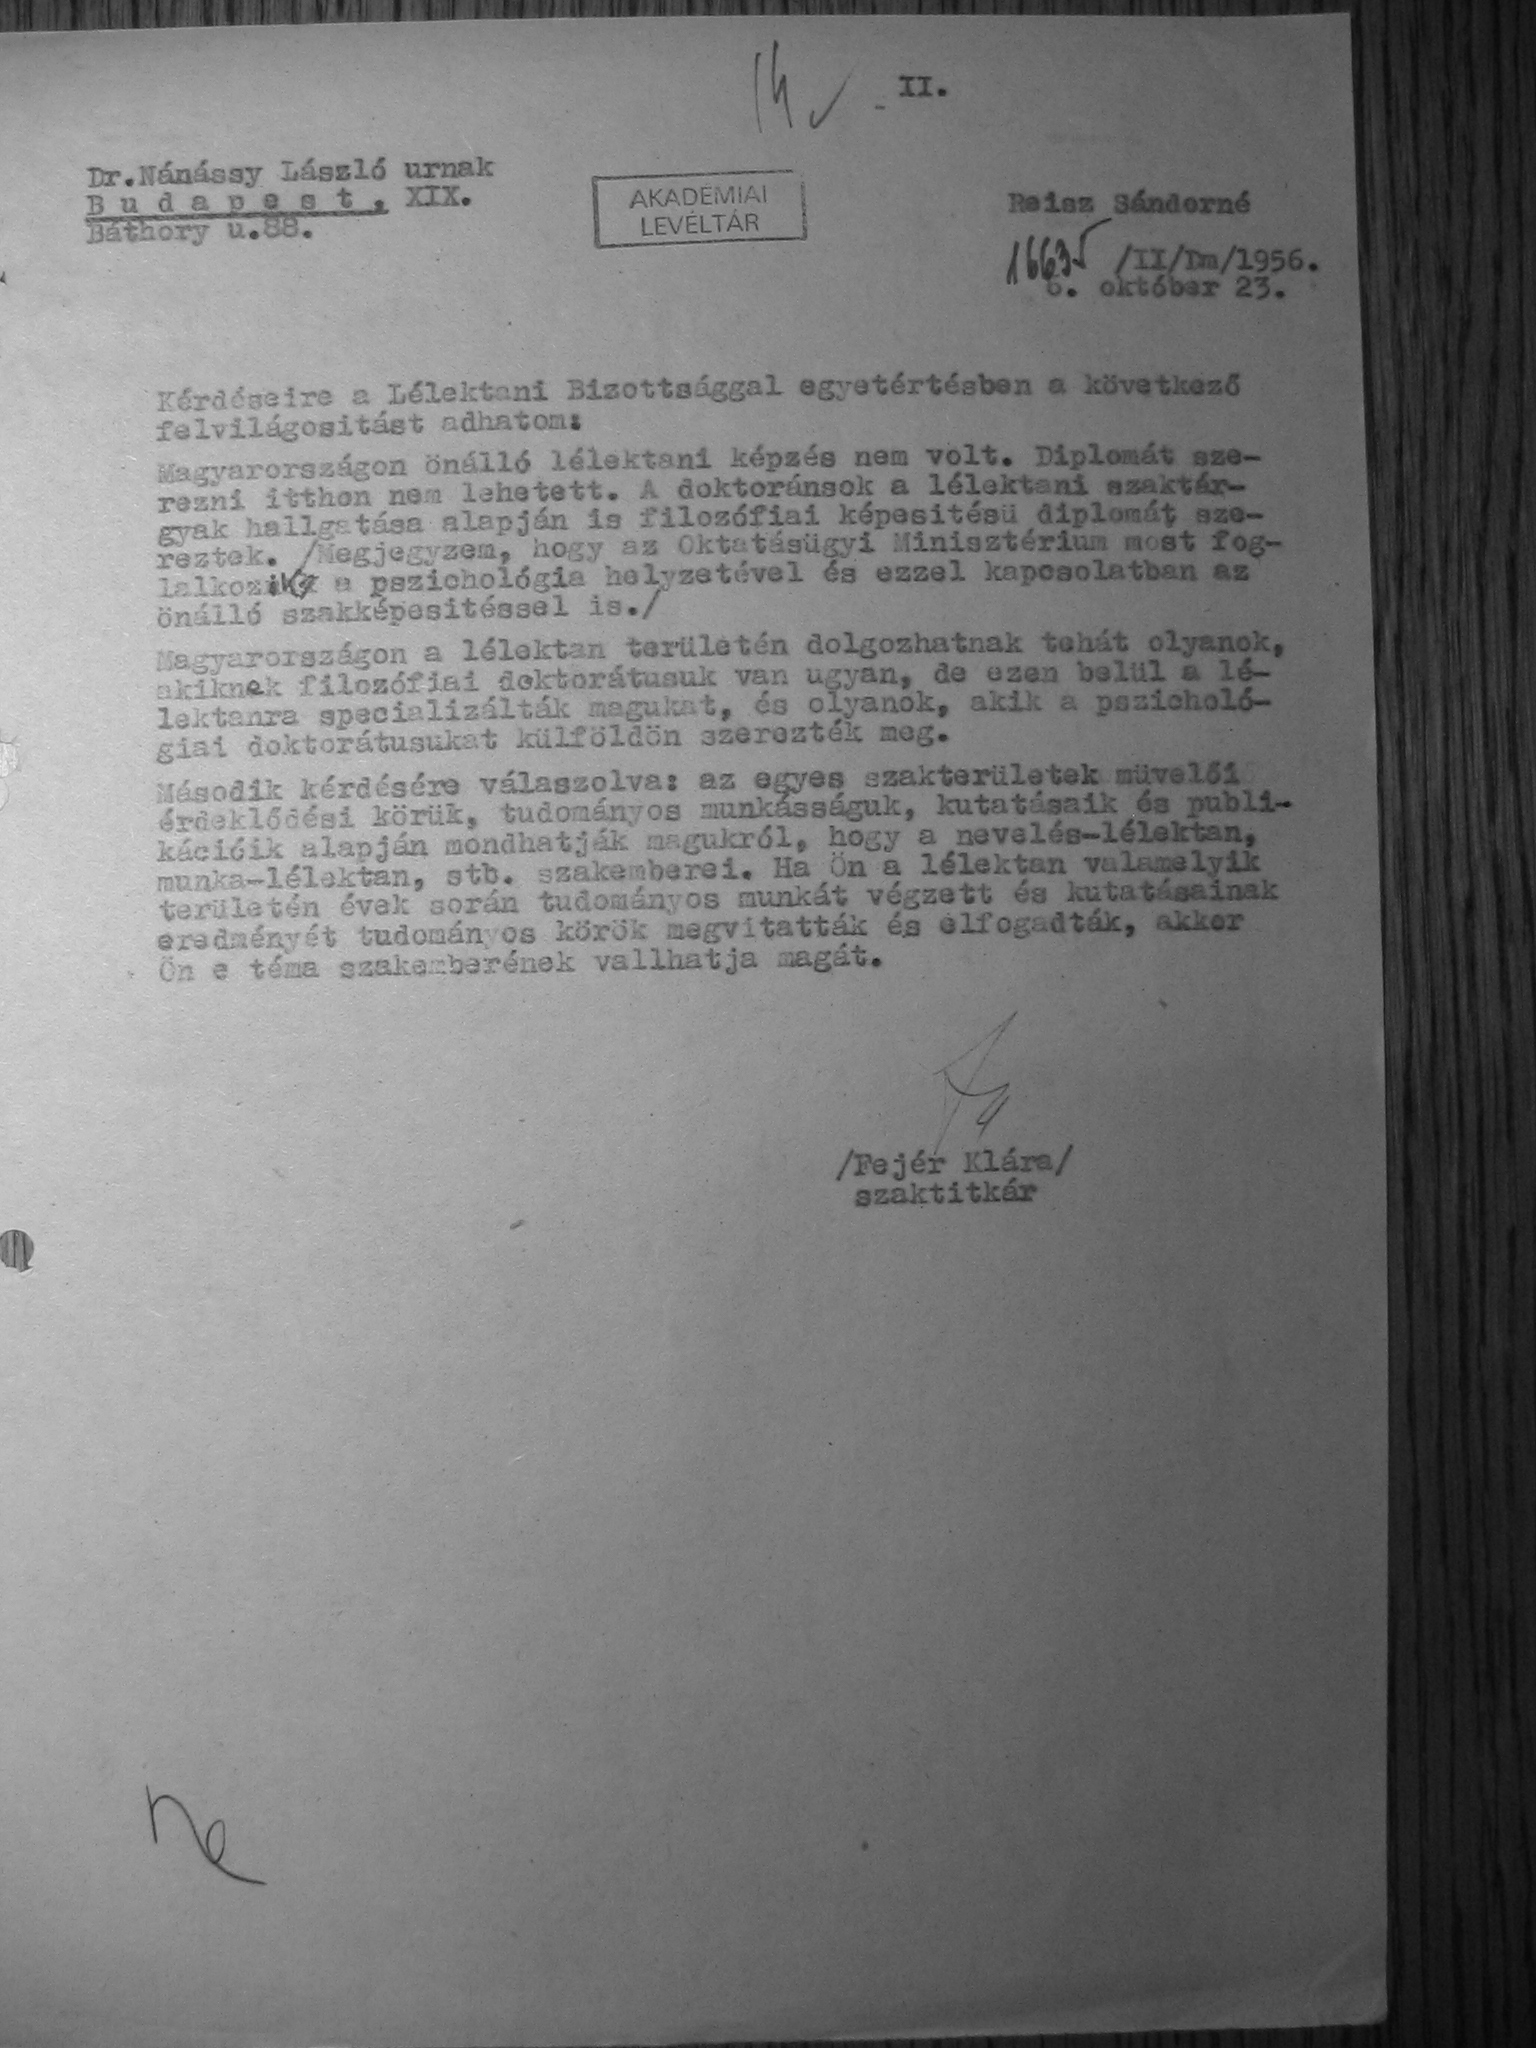 14 II.
Dr.Nánássy László urnak
B u d a p e s t , XIX.
Báthory u.88.
AKADÉMIAI
LEVÉLTÁR
Reisz Sándorné
/II/Dm/1956.
6. október 23.
Kérdéseire a Lélektani Bizottsággal egyetértésben a következő
felvilágositást adhatom:
Magyarországon önálló lélektani képzés nem volt. Diplomát sze-
rezni itthon nem lehetett. A doktoránsok a lélektani szaktár-
gyak hallgatása alapján is filozófiai képesitésü diplomát sze-
reztek. /Megjegyzem, hogy az Oktatásügyi Minisztérium most fog-
lalkozik a pszichológia helyzetével és ezzel kapcsolatban az
önálló szakképesitéssel is./
Magyarországon a lélektan területén dolgozhatnak tehát olyanok,
akiknek filozófiai doktorátusuk van ugyan, de ezen belül a lé-
lektanra specializálták magukat, és olyanok, akik a pszicholó-
giai doktorátusukat külföldön szerezték meg.
Második kérdésére válaszolva: az egyes szakterületek müvelői
érdeklődési körük, tudományos munkásságuk, kutatásaik és publi-
kációik alapján mondhatják magukról, hogy a nevelés-lélektan,
munka-lélektan, stb. szakemberei. Ha Ön a lélektan valamelyik
területén évek során tudományos munkát végzett és kutatásainak
eredményét tudományos körök megvitatták és elfogadták, akkor
Ön e téma szakemberének vallhatja magát.
/Fejér Klára/
szaktitkár